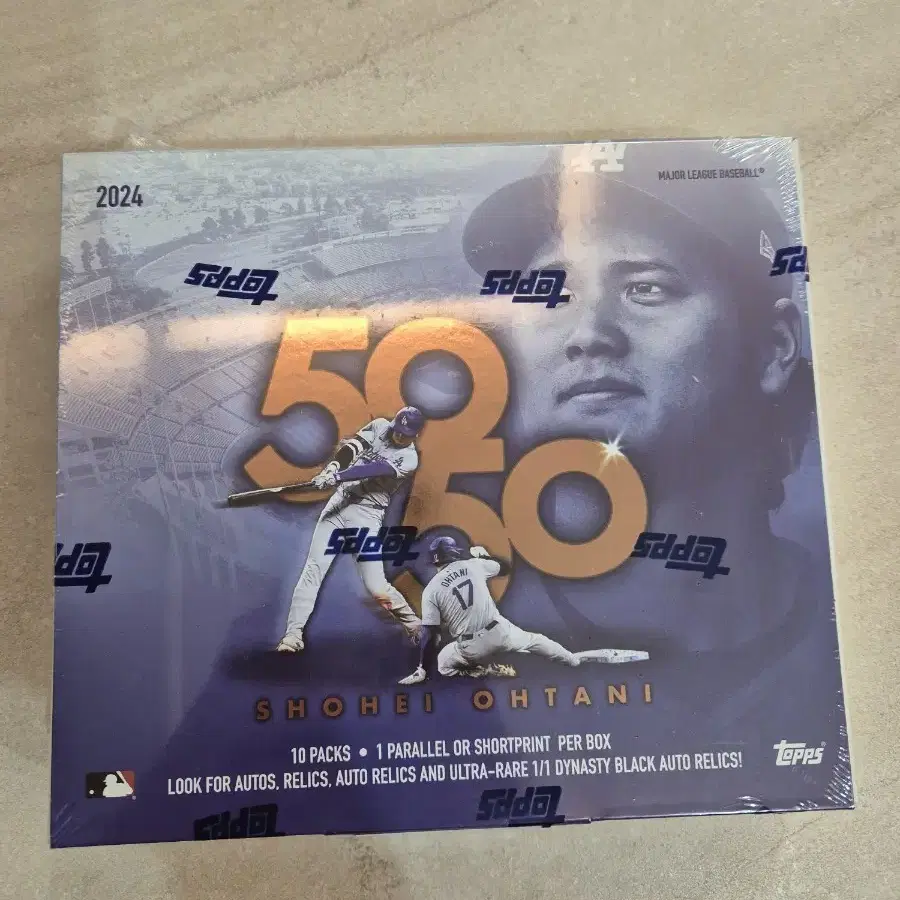 2024
MAJOR LEAGUE BASEBALL®
LA
Topps
Topps
50
50
Topps
Topps
OHTANI
17
SHOHEI OHTANI
10 PACKS • 1 PARALLEL OR SHORTPRINT PER BOX
LOOK FOR AUTOS, RELICS, AUTO RELICS AND ULTRA-RARE 1/1 DYNASTY BLACK AUTO RELICS!
Topps
Topps
Topps